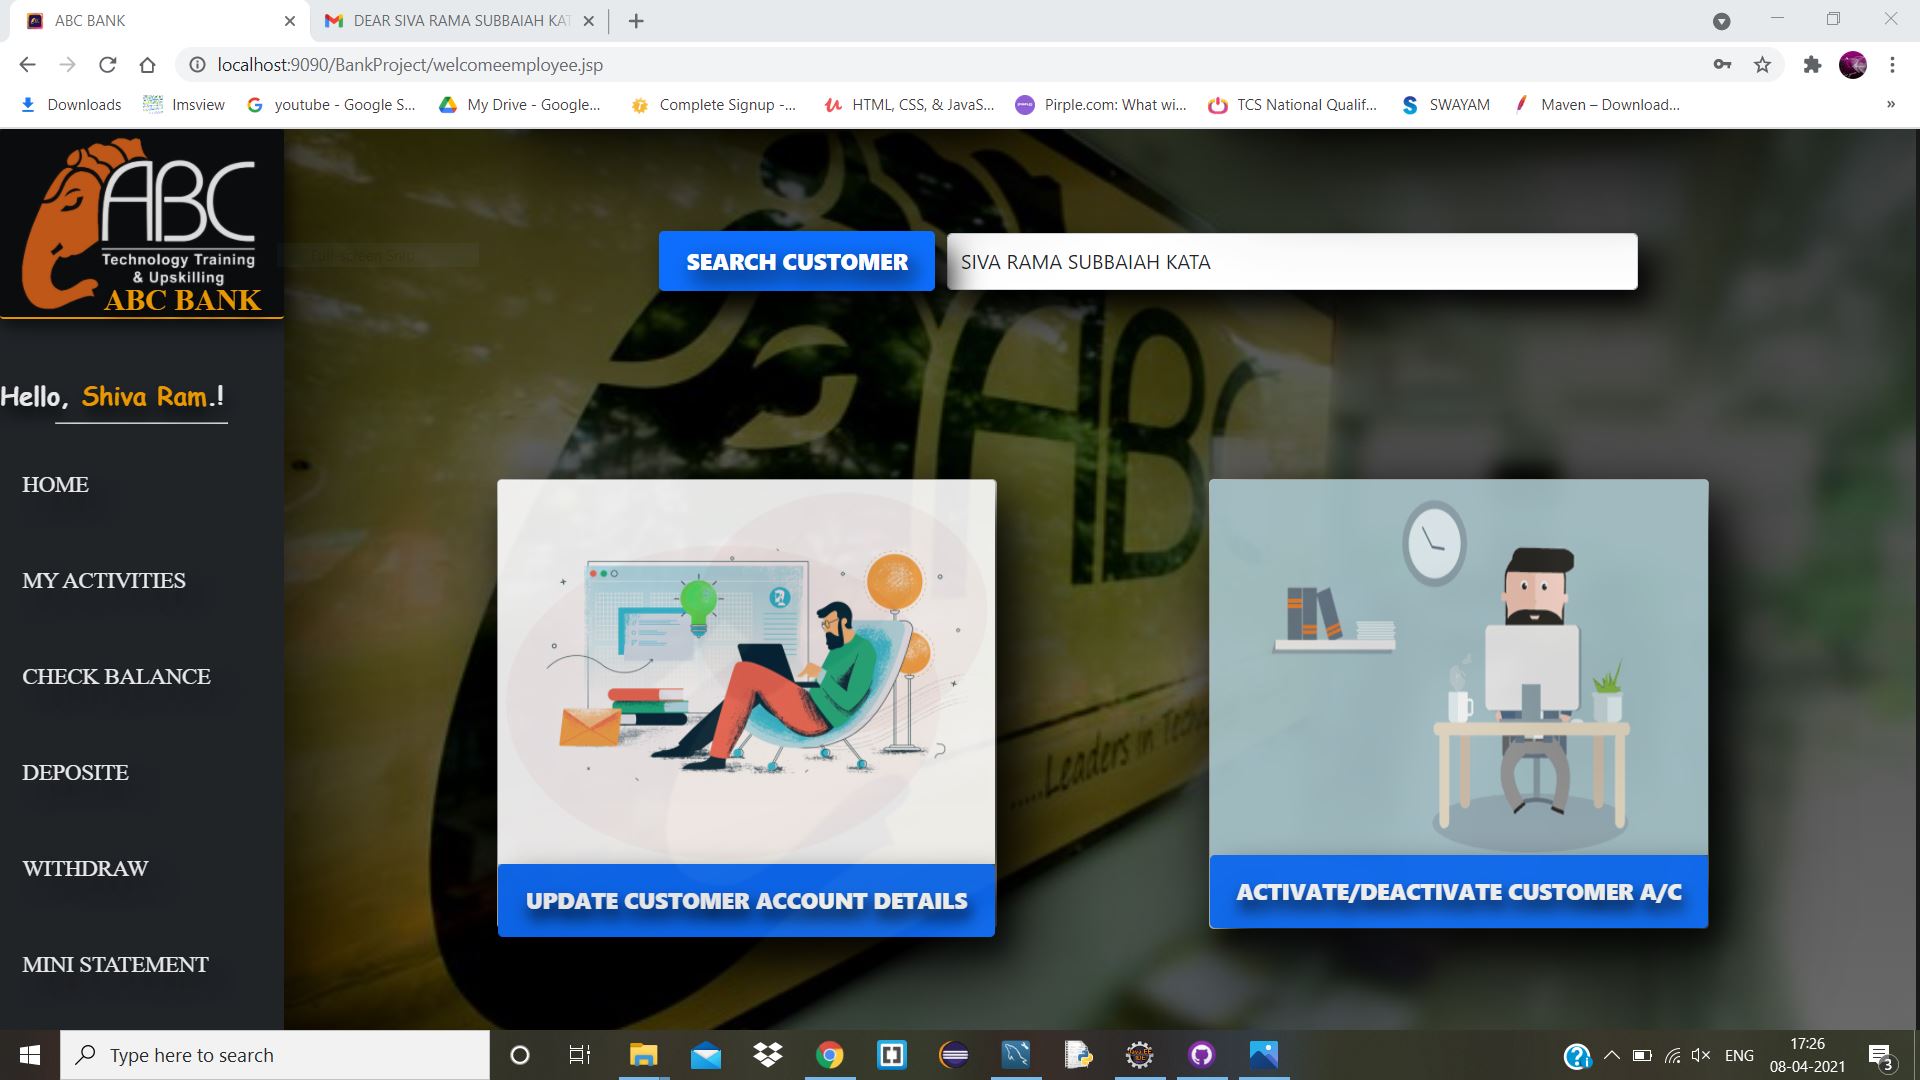 ABC BANK
DEAR SIVA RAMA SUBBAIAH KAT
localhost:9090/BankProject/welcomeemployee.jsp
Downloads
Imsview
youtube - Google S...
My Drive - Google...
Complete Signup -...
HTML, CSS, & JavaS...
Pirple.com: What wi...
TCS National Qualif...
SWAYAM
Maven – Download...
»
ABC
Technology Training
& Upskilling
ABC BANK
Full-screen Snip
SEARCH CUSTOMER
SIVA RAMA SUBBAIAH KATA
ABC
Hello, Shiva Ram.!
HOME
MY ACTIVITIES
CHECK BALANCE
DEPOSITE
WITHDRAW
MINI STATEMENT
.....Leaders in Tech
UPDATE CUSTOMER ACCOUNT DETAILS
ACTIVATE/DEACTIVATE CUSTOMER A/C
Type here to search
ENG
17:26
08-04-2021
3